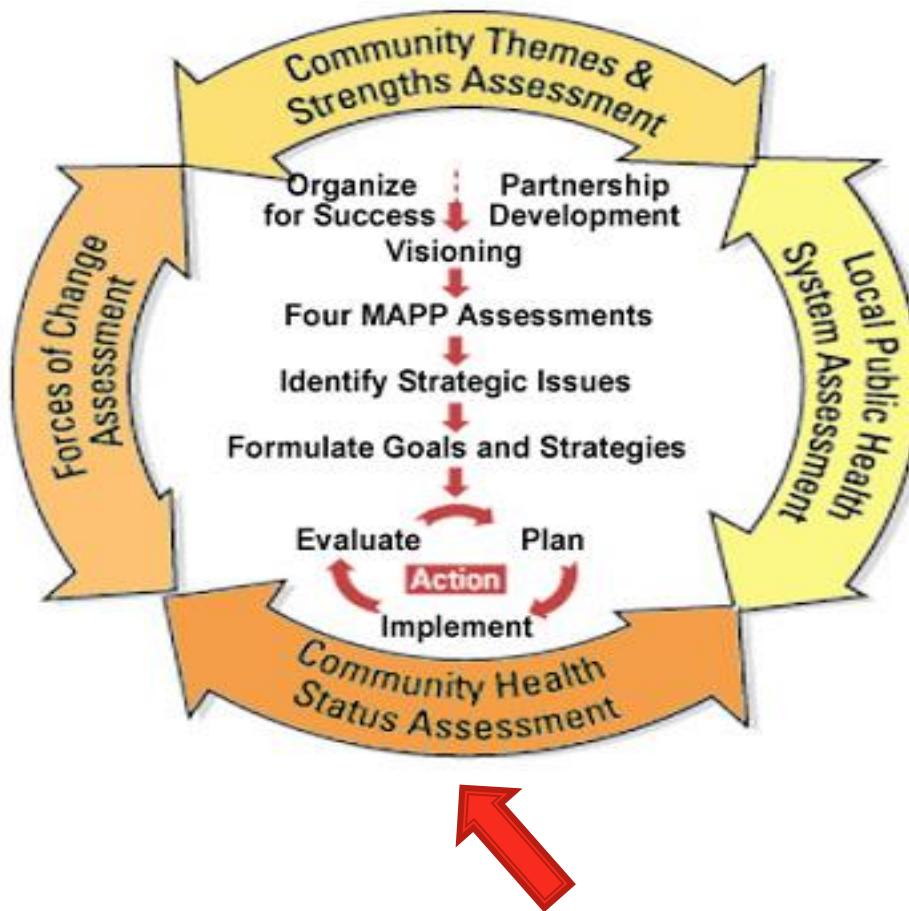 Community Themes &
Strengths Assessment
Organize
for Success
Partnership
Development
Visioning
Four MAPP Assessments
Identify Strategic Issues
Formulate Goals and Strategies
Evaluate
Plan
Action
Implement
Forces of Change
Assessment
Local Public Health
System Assessment
Community Health
Status Assessment